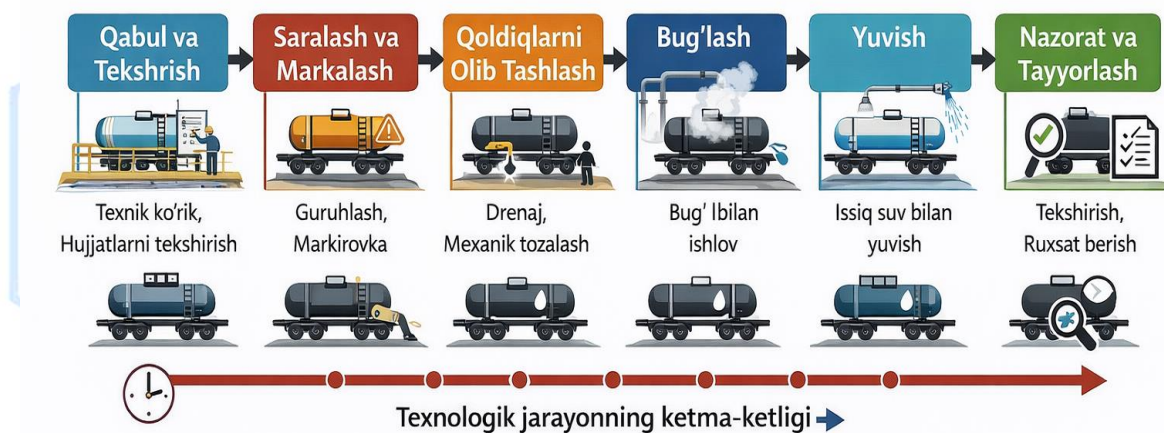 Qabul va
Tekshrish
Saralash va
Markalash
Qoldiqlarni
Olib Tashlash
Bug'lash
Yuvish
Nazorat va
Tayyorlash
Texnik ko'rik,
Hujjatlarni tekshirish
Guruhlash,
Markirovka
Drenaj,
Mexanik tozalash
Bug' lbilan
ishlov
Issiq suv bilan
yuvish
Tekshirish,
Ruxsat berish
Texnologik jarayonning ketma-ketligi